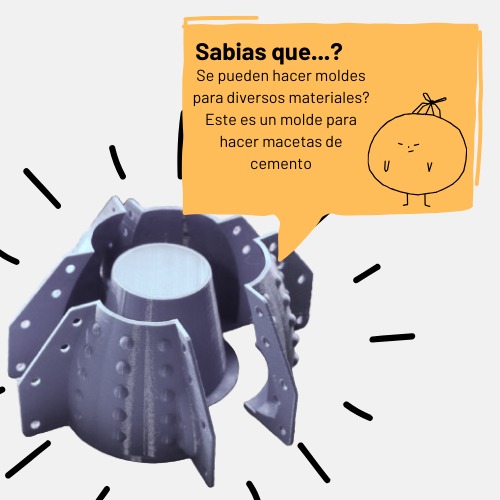 Sabias que...?
Se pueden hacer moldes
para diversos materiales?
Este es un molde para
hacer macetas de
cemento